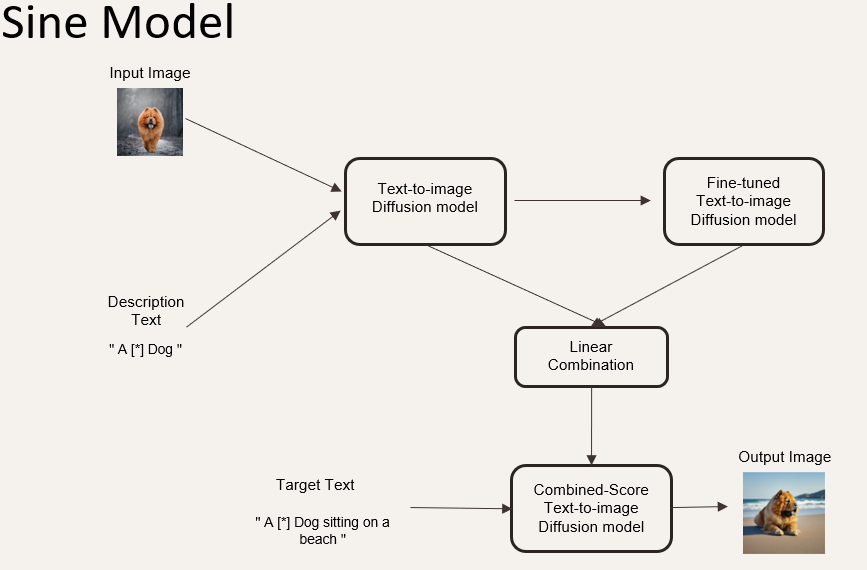 Sine Model
Input Image
Text-to-image
Diffusion model
Fine-tuned
Text-to-image
Diffusion model
Description
Text
" A [*] Dog "
Linear
Combination
Target Text
" A [*] Dog sitting on a
beach "
Combined-Score
Text-to-image
Diffusion model
Output Image